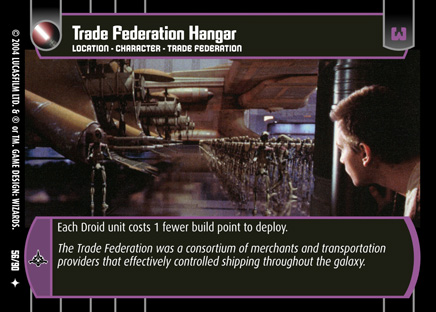 Trade Federation Hangar
LOCATION · CHARACTER · TRADE FEDERATION
Each Droid unit costs 1 fewer build point to deploy.
The Trade Federation was a consortium of merchants and transportation
providers that effectively controlled shipping throughout the galaxy.
© 2004 LUCASFILM LTD. & ® or TM. GAME DESIGN: WIZARDS.
56/90